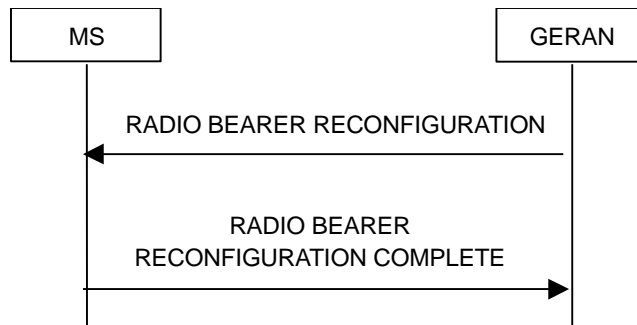 MS
GERAN
RADIO BEARER RECONFIGURATION
RADIO BEARER
RECONFIGURATION COMPLETE